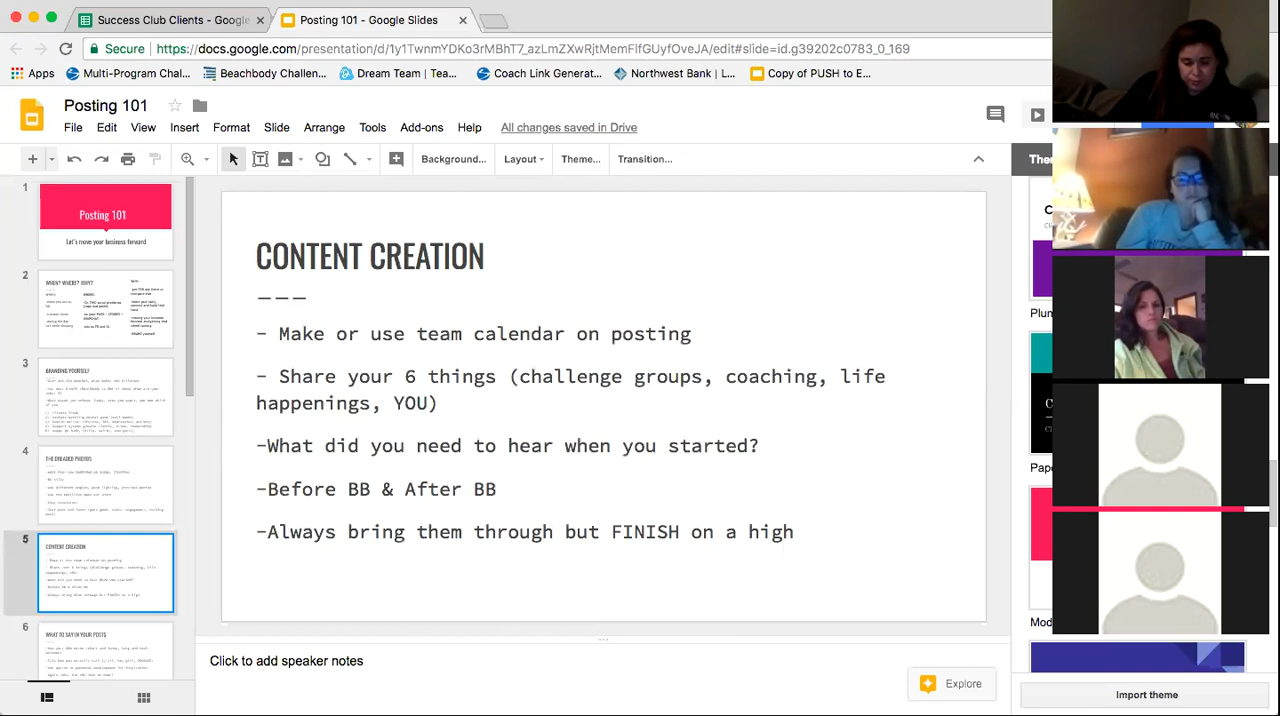 Success Club Clients - Google
Posting 101 - Google Slides
Secure
https://docs.google.com/presentation/d/1y1TwnmYDKo3rMBhT7_azLmZXwRjtMemFlfGUyfOveJA/edit#slide=id.g39202c0783_0_169
Apps
Multi-Program Chal...
Beachbody Challen...
Dream Team | Tea...
Coach Link Generat...
Northwest Bank | L...
Copy of PUSH to E...
Posting 101
File Edit View Insert Format Slide Arrange Tools Add-ons Help
All changes saved in Drive
Background...
Layout
Theme...
Transition...
1
Posting 101
Let's move your business forward
2
WHEN? WHERE? WHY?
3
BRANDING YOURSELF
4
THE DREADED PHOTOS
5
CONTENT CREATION
6
WHAT TO SAY IN YOUR POSTS
CONTENT CREATION
– Make or use team calendar on posting
– Share your 6 things (challenge groups, coaching, life
happenings, YOU)
–What did you need to hear when you started?
–Before BB & After BB
–Always bring them through but FINISH on a high
Click to add speaker notes
Explore
Plum
Pape
Mod
Import theme